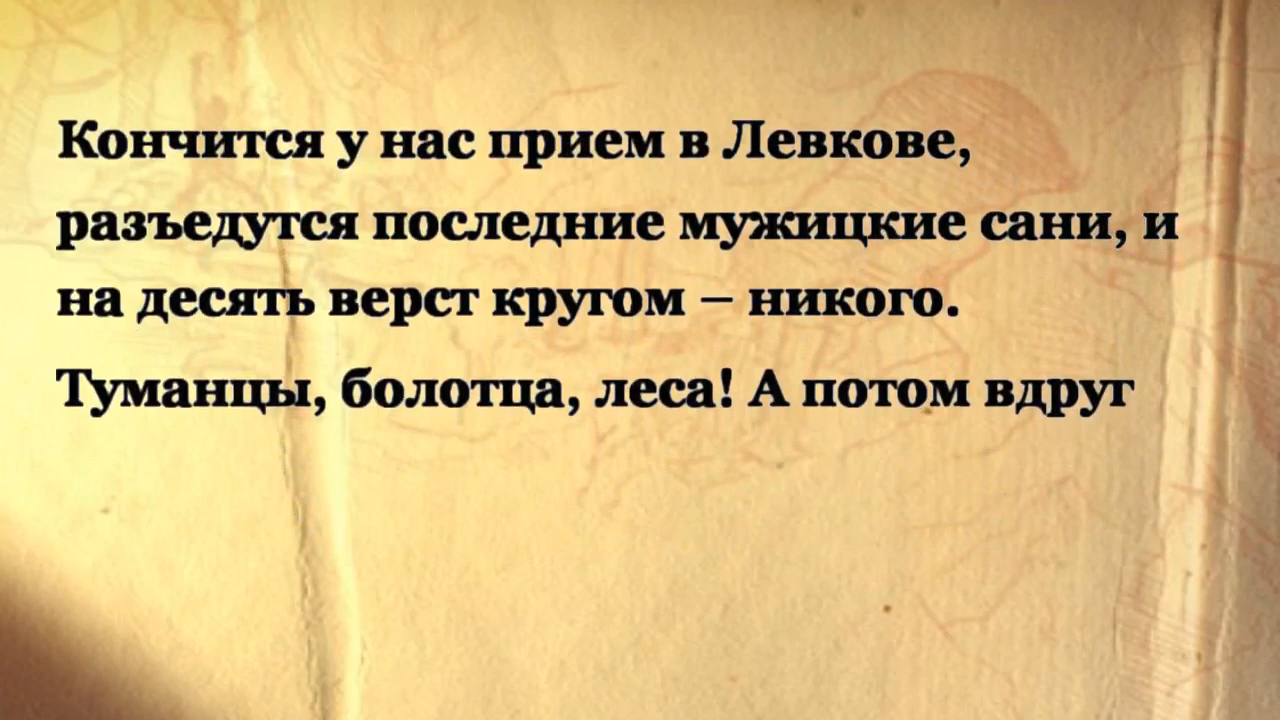 Кончится у нас прием в Левкове,
разъедутся последние мужицкие сани, и
на десять верст кругом – никого.
Туманцы, болотца, леса! А потом вдруг